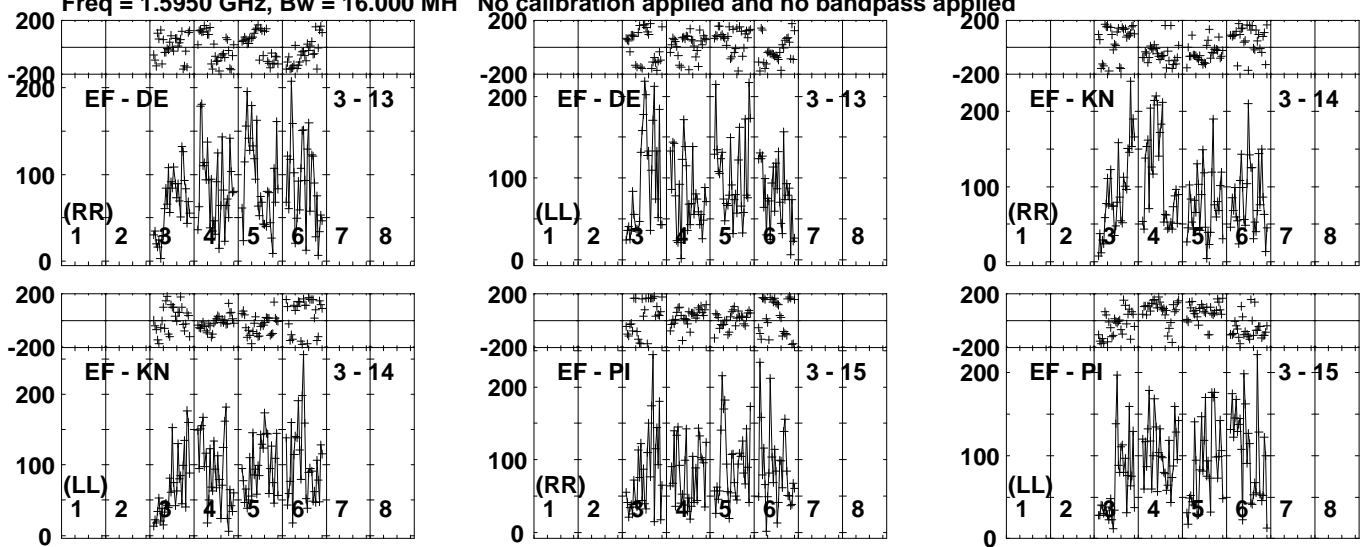 Freq = 1.5950 GHz, Bw = 16.000 MH No calibration applied and no bandpass applied
200
-200
EF - DE 3 - 13
200
100
0
(RR)
1 2 3 4 5 6 7 8
200
-200
EF - DE 3 - 13
200
100
0
(LL)
1 2 3 4 5 6 7 8
200
-200
EF - KN 3 - 14
200
100
0
(RR)
1 2 3 4 5 6 7 8
200
-200
EF - KN 3 - 14
200
100
0
(LL)
1 2 3 4 5 6 7 8
200
-200
EF - PI 3 - 15
200
100
0
(RR)
1 2 3 4 5 6 7 8
200
-200
EF - PI 3 - 15
200
100
0
(LL)
1 2 3 4 5 6 7 8